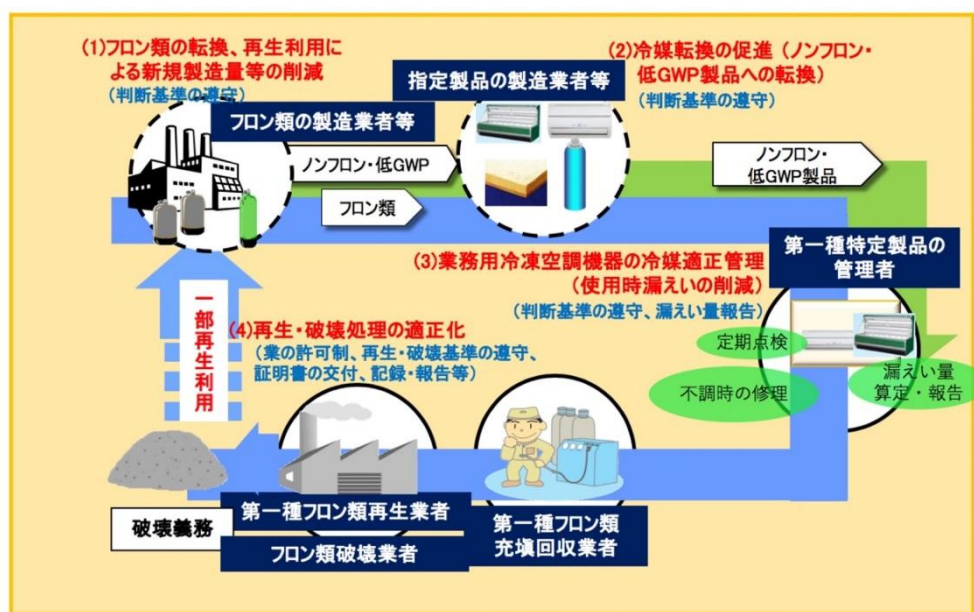 (1)フロン類の転換、再生利用に
よる新規製造量等の削減
(判断基準の遵守)
フロン類の製造業者等
指定製品の製造業者等
(2)冷媒転換の促進（ノンフロン・
低GWP製品への転換）
(判断基準の遵守)
ノンフロン・低GWP
フロン類
ノンフロン・
低GWP製品
(3)業務用冷凍空調機器の冷媒適正管理
(使用時漏えいの削減)
(判断基準の遵守、漏えい量報告)
第一種特定製品の
管理者
定期点検
不調時の修理
漏えい量
算定・報告
一部再生利用
(4)再生・破壊処理の適正化
(業の許可制、再生・破壊基準の遵守、
証明書の交付、記録・報告等)
破壊義務
第一種フロン類再生業者
フロン類破壊業者
第一種フロン類
充塡回収業者